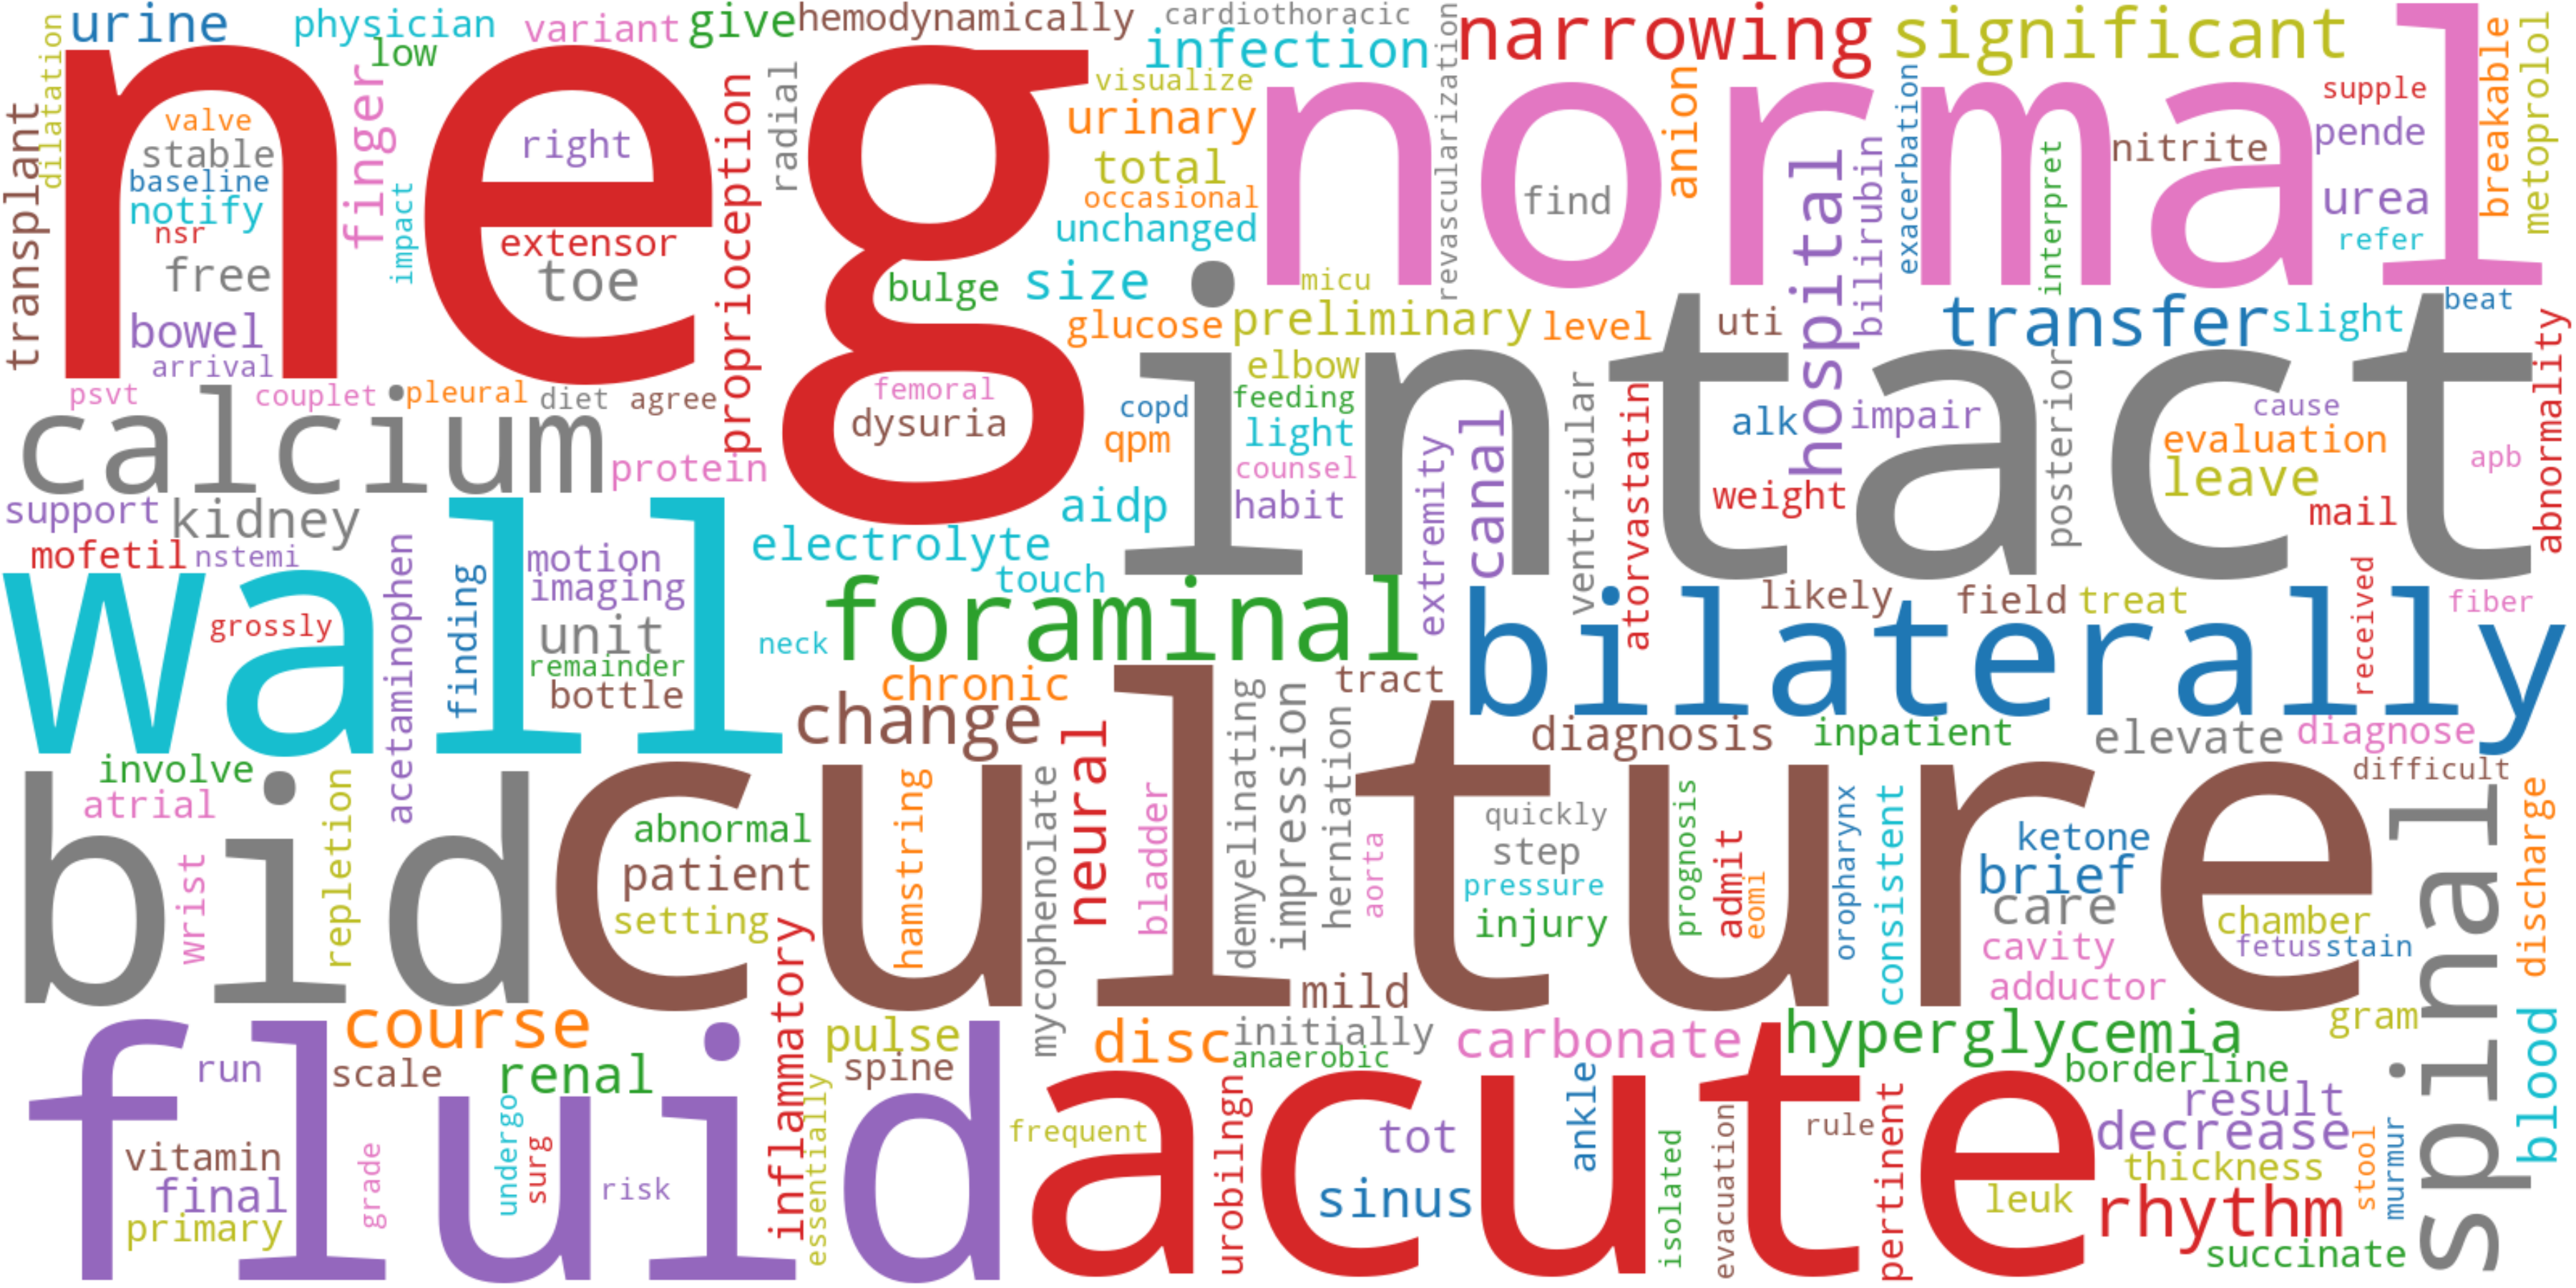 urine
physician
variant
give
hemodynamically
cardiothoracic
infection
narrowing
significant
dilatation
low
transplant
neg
normal
intact
valve
stable
baseline
notify
nsr
free
bowel
arrival
finger
impact
right
extensor
toe
proprioception
radial
bulge
femoral
dysuria
visualize
urinary
total
occasional
unchanged
size
glucose
revascularization
find
anion
hospital
bilirubin
exacerbation
interpret
nitrite
supple
pende
urea
refer
breakable
metoprolol
micu
preliminary
level
uti
transfer
slight
beat
psvt
couplet
pleural
diet
agree
calcium
protein
copd
qpm
aidp
elbow
feeding
light
counsel
habit
extremity
canal
ventricular
atorvastatin
alk
impair
weight
posterior
cause
evaluation
leave
mail
apb
abnormality
support
kidney
mofetil
nstemi
wall
grossly
acetaminophen
finding
motion
imaging
unit
remainder
bottle
electrolyte
touch
neck
foraminal
bilaterally
likely
field
treat
received
fiber
chronic
change
tract
diagnosis
inpatient
elevate
diagnose
difficult
involve
atrial
bid
wrist
repletion
culture
abnormal
patient
setting
hamstring
mycophenolate
neural
bladder
demyelinating
impression
herniation
aorta
quickly
step
pressure
injury
prognosis
admit
eomi
oropharynx
consistent
ketone
brief
care
cavity
adductor
chamber
fetus
stain
spinal
discharge
mild
course
inflammatory
pulse
disc
initially
anaerobic
carbonate
hyperglycemia
gram
blood
fluid
run
scale
renal
spine
essentially
acute
borderline
result
decrease
thickness
vitamin
final
primary
grade
undergo
surg
risk
frequent
urobilngn
tot
sinus
ankle
isolated
evacuation
rule
pertinent
leuk
rhythm
stool
murmur
succinate